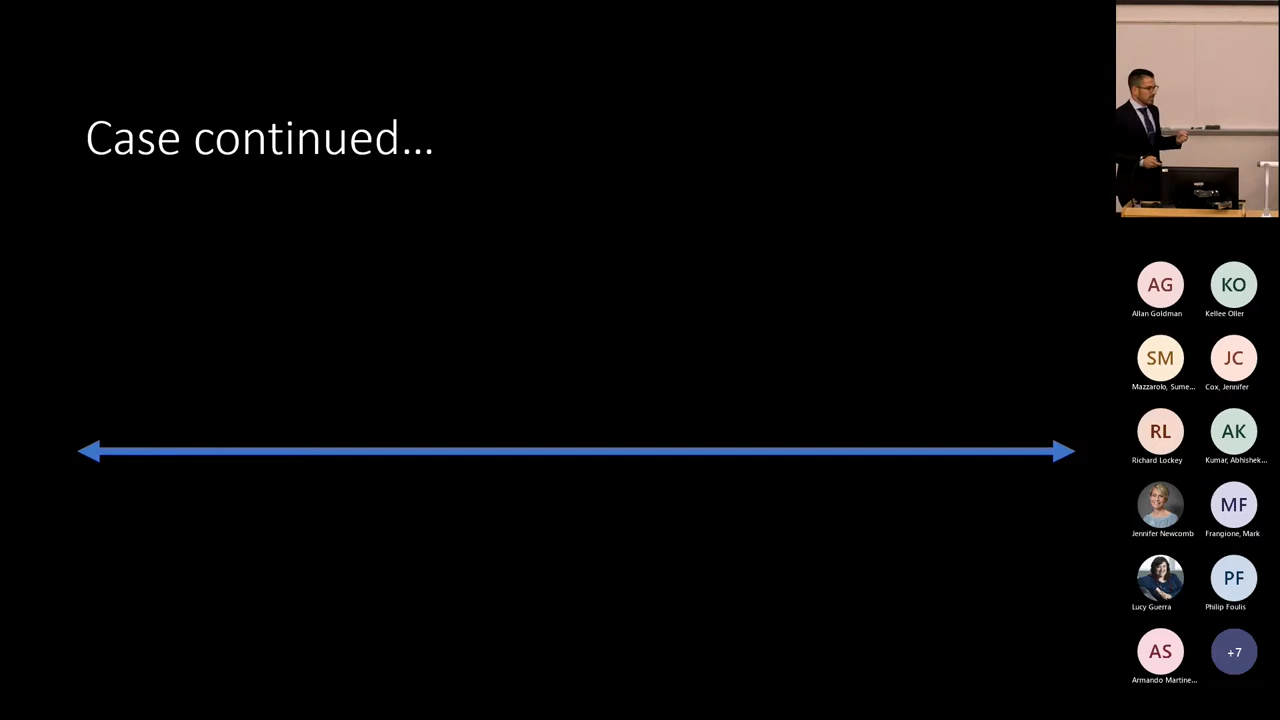 Case continued...
AG
KO
Allan Goldman
Kellee Oller
SM
JC
Mazzarolo, Sume...
Cox, Jennifer
RL
AK
Richard Lockey
Kumar, Abhishek...
MF
Jennifer Newcomb
Frangione, Mark
PF
Lucy Guerra
Philip Foulis
AS
+7
Armando Martine...